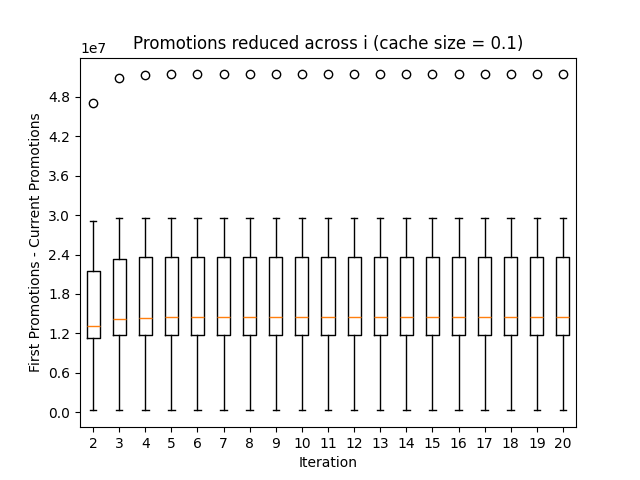 Promotions reduced across i (cache size = 0.1)
1e7
4.8
4.2
3.6
3.0
2.4
1.8
1.2
0.6
0.0
First Promotions - Current Promotions
2 3 4 5 6 7 8 9 10 11 12 13 14 15 16 17 18 19 20
Iteration